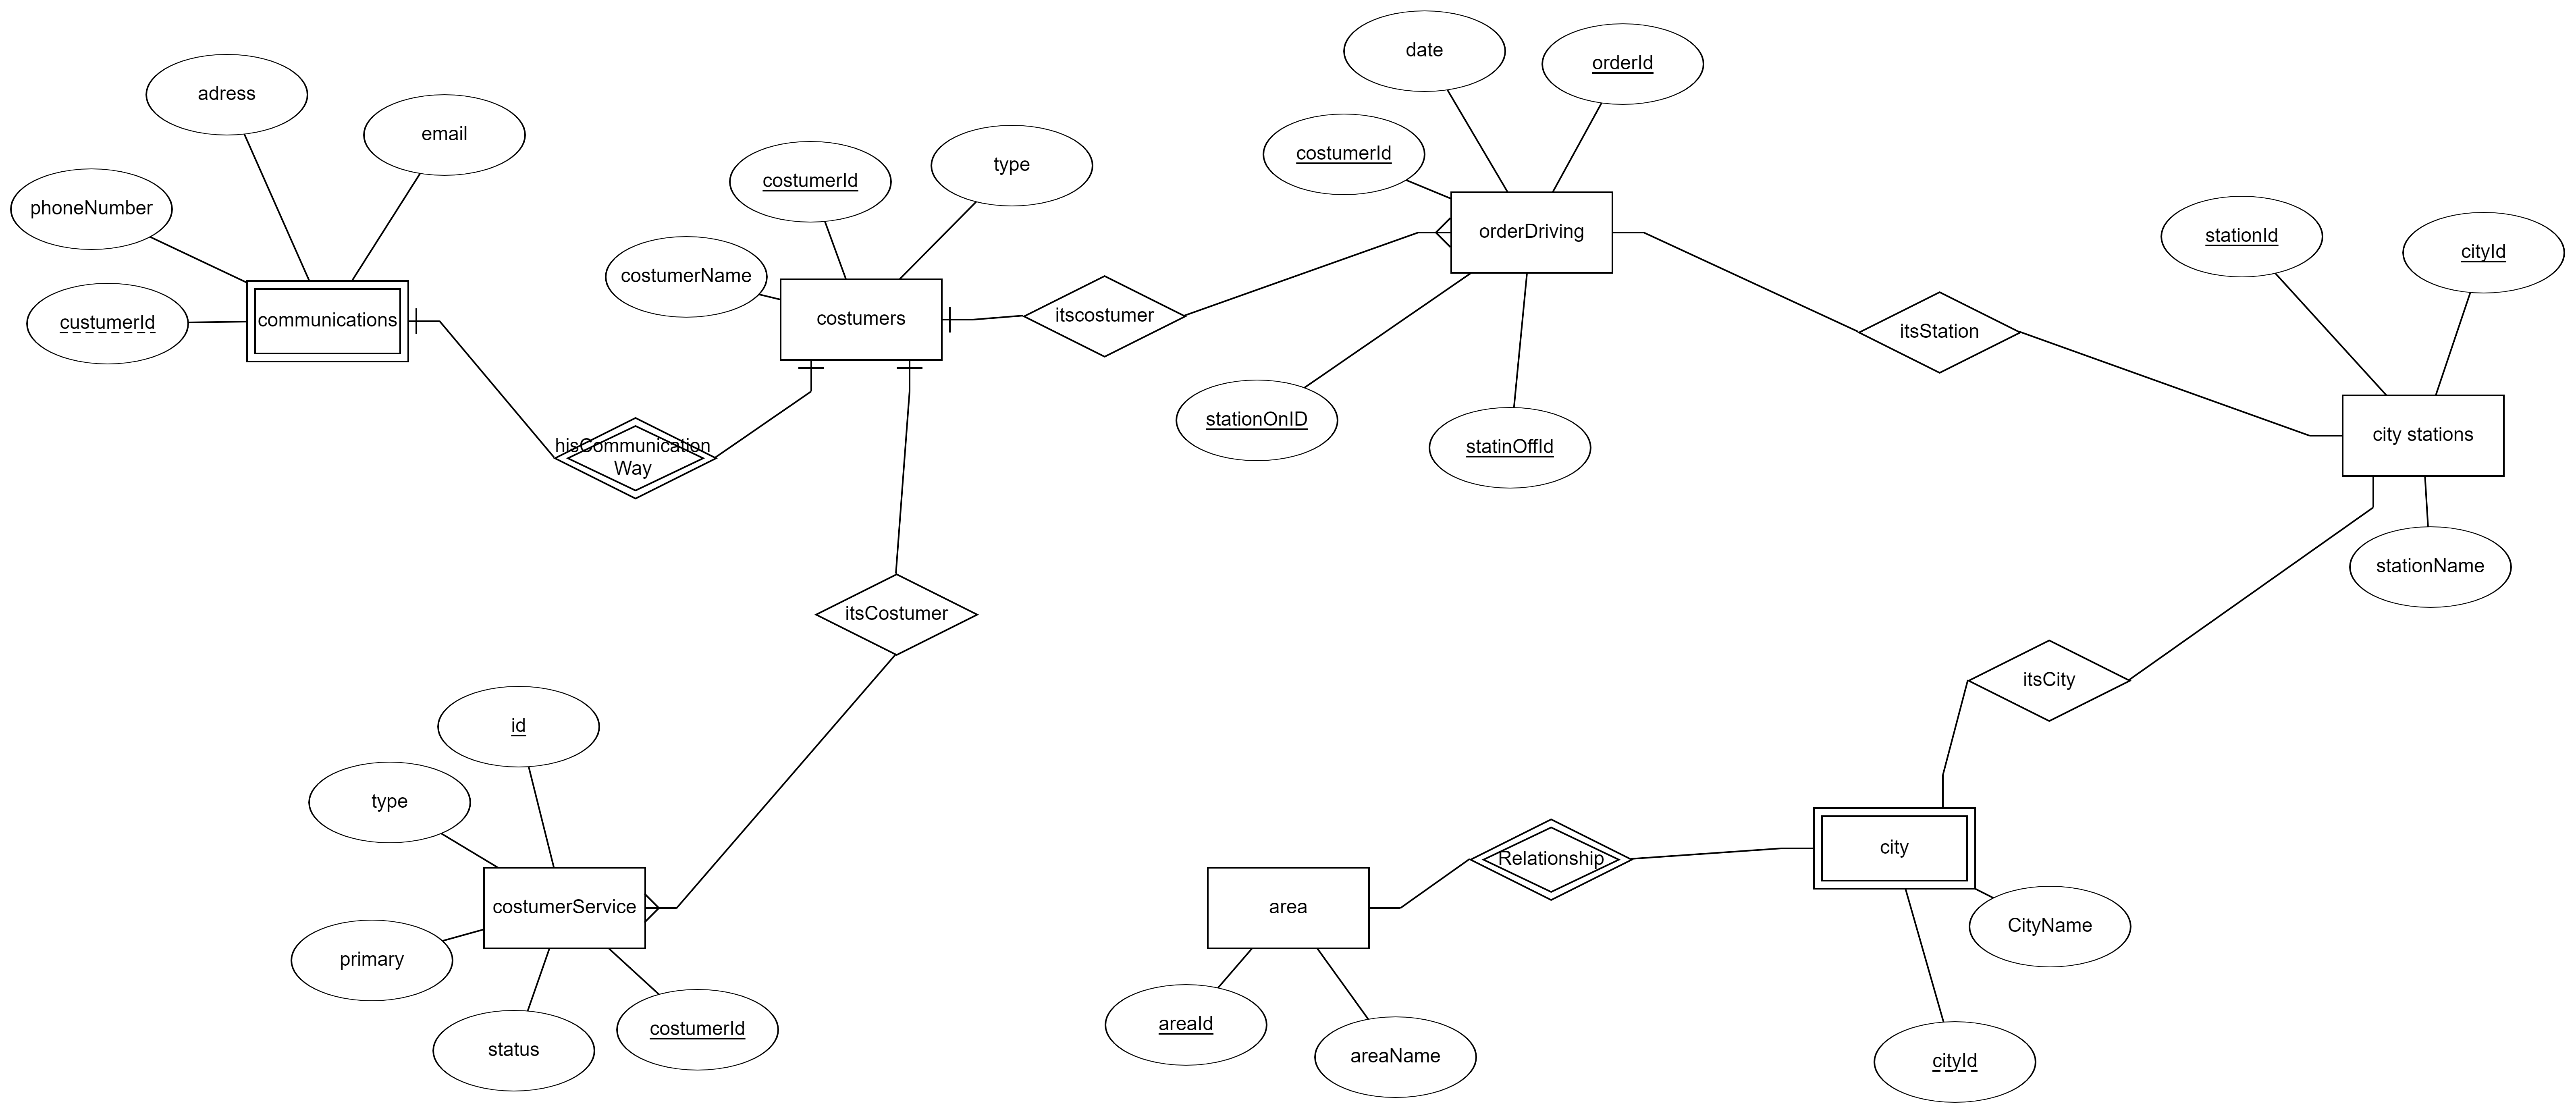 date
orderId
adress
email
costumerId
type
costumerId
phoneNumber
stationId
cityId
orderDriving
costumerName
custumerId
communications
costumers
itscostumer
itsStation
stationOnID
statinOffId
city stations
hisCommunication
Way
stationName
itsCostumer
itsCity
id
type
Relationship
city
costumerService
area
CityName
primary
areaId
costumerId
status
areaName
cityId